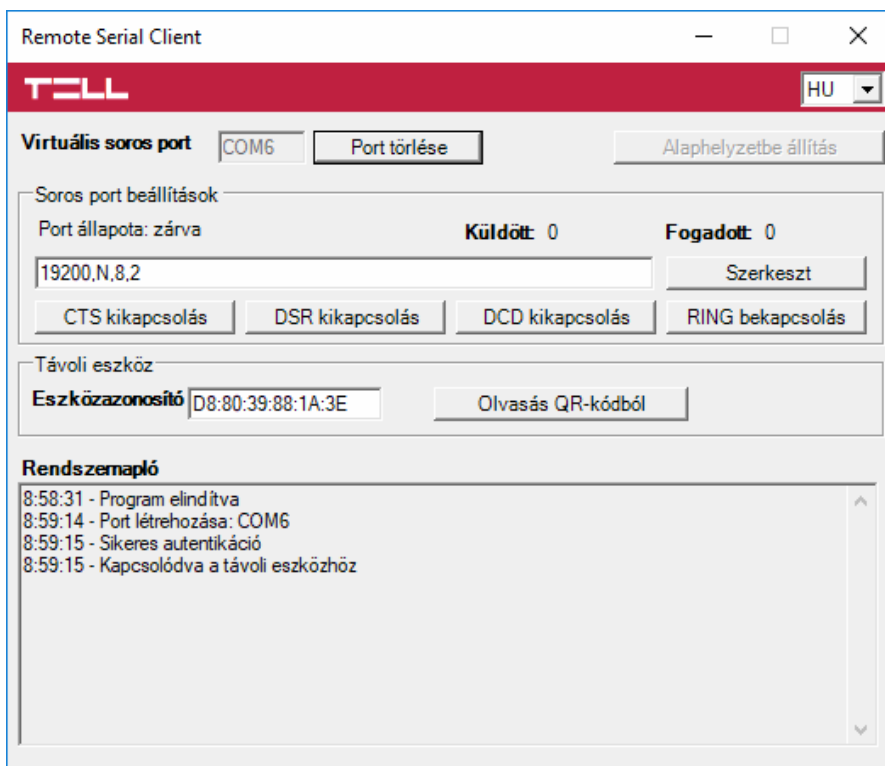 Remote Serial Client
TELL HU
Virtuális soros port COM6 Port törlése Alaphelyzetbe állítás
Soros port beállítások
Port állapota: zárva Küldött: 0 Fogadott: 0
19200,N,8,2 Szerkeszt
CTS kikapcsolás DSR kikapcsolás DCD kikapcsolás RING bekapcsolás
Távoli eszköz
Eszközazonosító D8:80:39:88:1A:3E Olvasás QR-kódból
Rendszernapló
8:58:31 - Program elindítva
8:59:14 - Port létrehozása: COM6
8:59:15 - Sikeres autentikáció
8:59:15 - Kapcsolódva a távoli eszközhöz